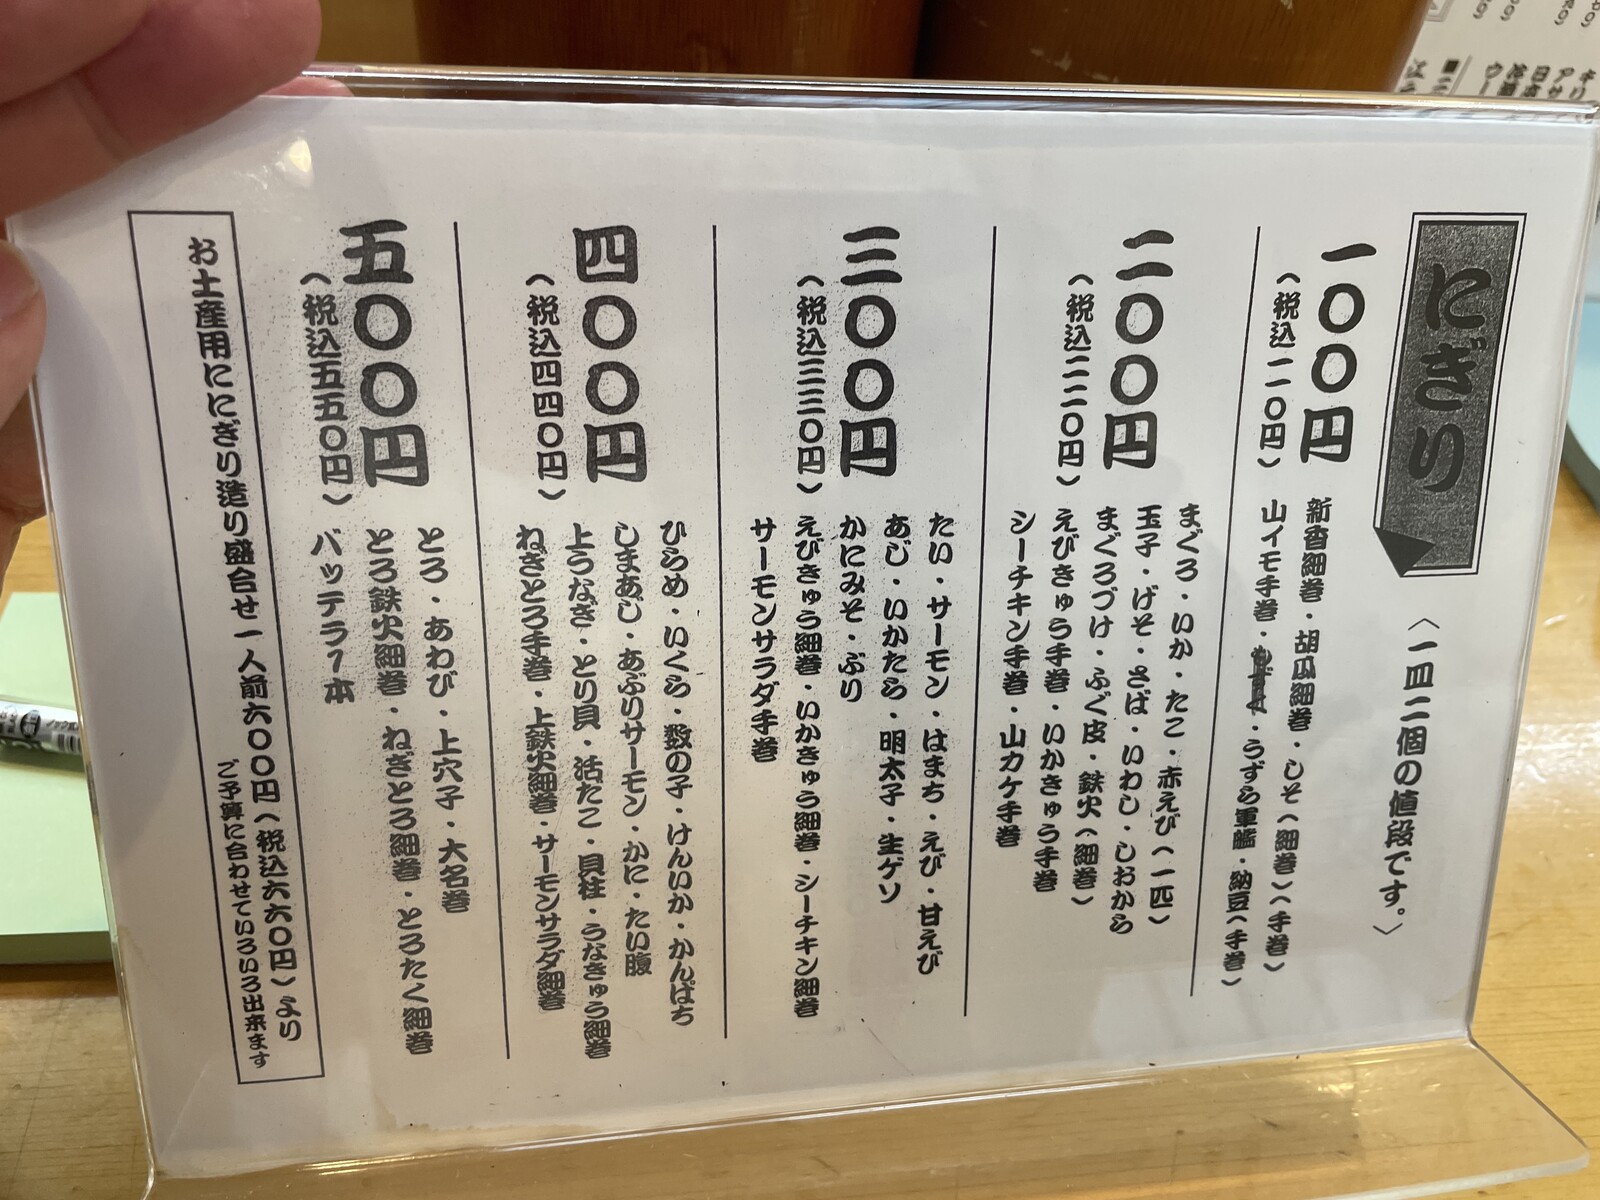 にぎり
〈一皿二個の値段です。〉
一〇〇円
（税込一一〇円）
新香細巻・胡瓜細巻・しそ（細巻）（手巻）
山イモ手巻・うずら軍艦・納豆（手巻）
二〇〇円
（税込二二〇円）
まぐろ・いか・たこ・赤えび（一匹）
玉子・げそ・さば・いわし・しおから
まぐろづけ・ふぐ皮・鉄火（細巻）
えびきゅう手巻・いかきゅう手巻
シーチキン手巻・山カケ手巻
三〇〇円
（税込三三〇円）
たい・サーモン・はまち・えび・甘えび
あじ・いかたら・明太子・生ゲソ
かにみそ・ぶり
えびきゅう細巻・いかきゅう細巻・シーチキン細巻
サーモンサラダ手巻
四〇〇円
（税込四四〇円）
ひらめ・いくら・数の子・けんいか・かんぱち
しまあじ・あぶりサーモン・かに・たい腹
上うなぎ・とり貝・活たこ・貝柱・うなきゅう細巻
ねぎとろ手巻・上鉄火細巻・サーモンサラダ細巻
五〇〇円
（税込五五〇円）
とろ・あわび・上穴子・大名巻
とろ鉄火細巻・ねぎとろ細巻・とろたく細巻
バッテラ1本
お土産用ににぎり造り盛合せ一人前六〇〇円（税込六六〇円）より
ご予算に合わせていろいろ出来ます